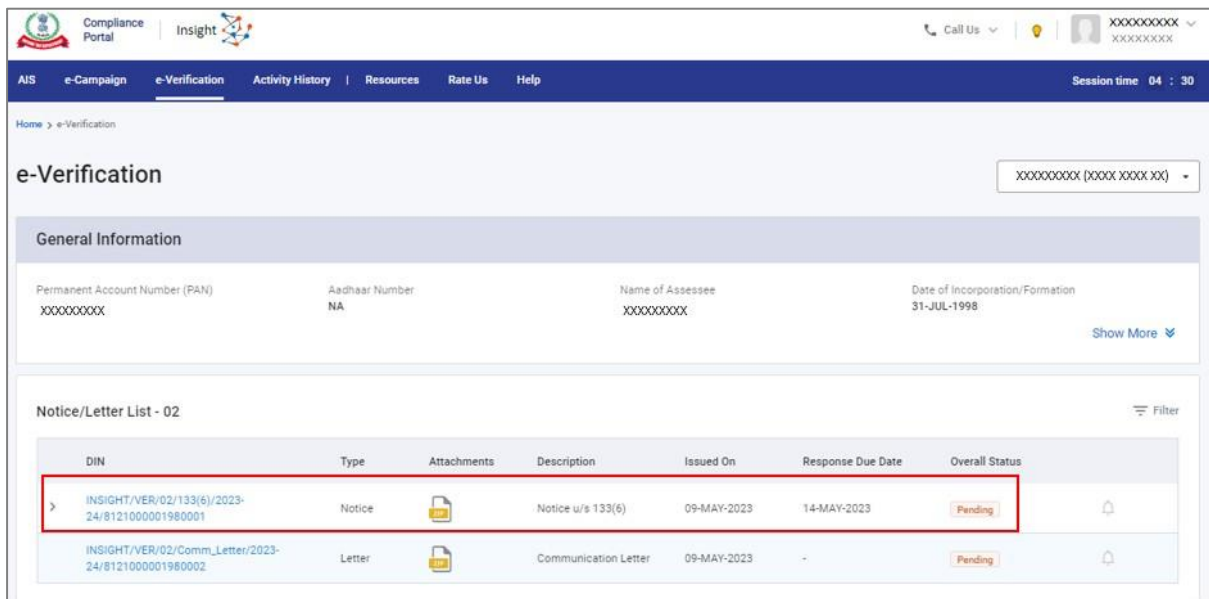 Compliance Portal
Insight
Call Us
XXXXXXXXX
XXXXXXXX
AIS e-Campaign e-Verification Activity History | Resources Rate Us Help Session time 04 : 30
Home > e-Verification
e-Verification
XXXXXXXXX (XXXX XXXX XX)
General Information
Permanent Account Number (PAN) Aadhaar Number Name of Assessee Date of Incorporation/Formation
XXXXXXXXX NA XXXXXXXXX 31-JUL-1998
Show More
Notice/Letter List - 02 Filter
DIN Type Attachments Description Issued On Response Due Date Overall Status
INSIGHT/VER/02/133(6)/2023-
24/8121000001980001 Notice ZIP Notice u/s 133(6) 09-MAY-2023 14-MAY-2023 Pending
INSIGHT/VER/02/Comm_Letter/2023-
24/8121000001980002 Letter ZIP Communication Letter 09-MAY-2023 - Pending